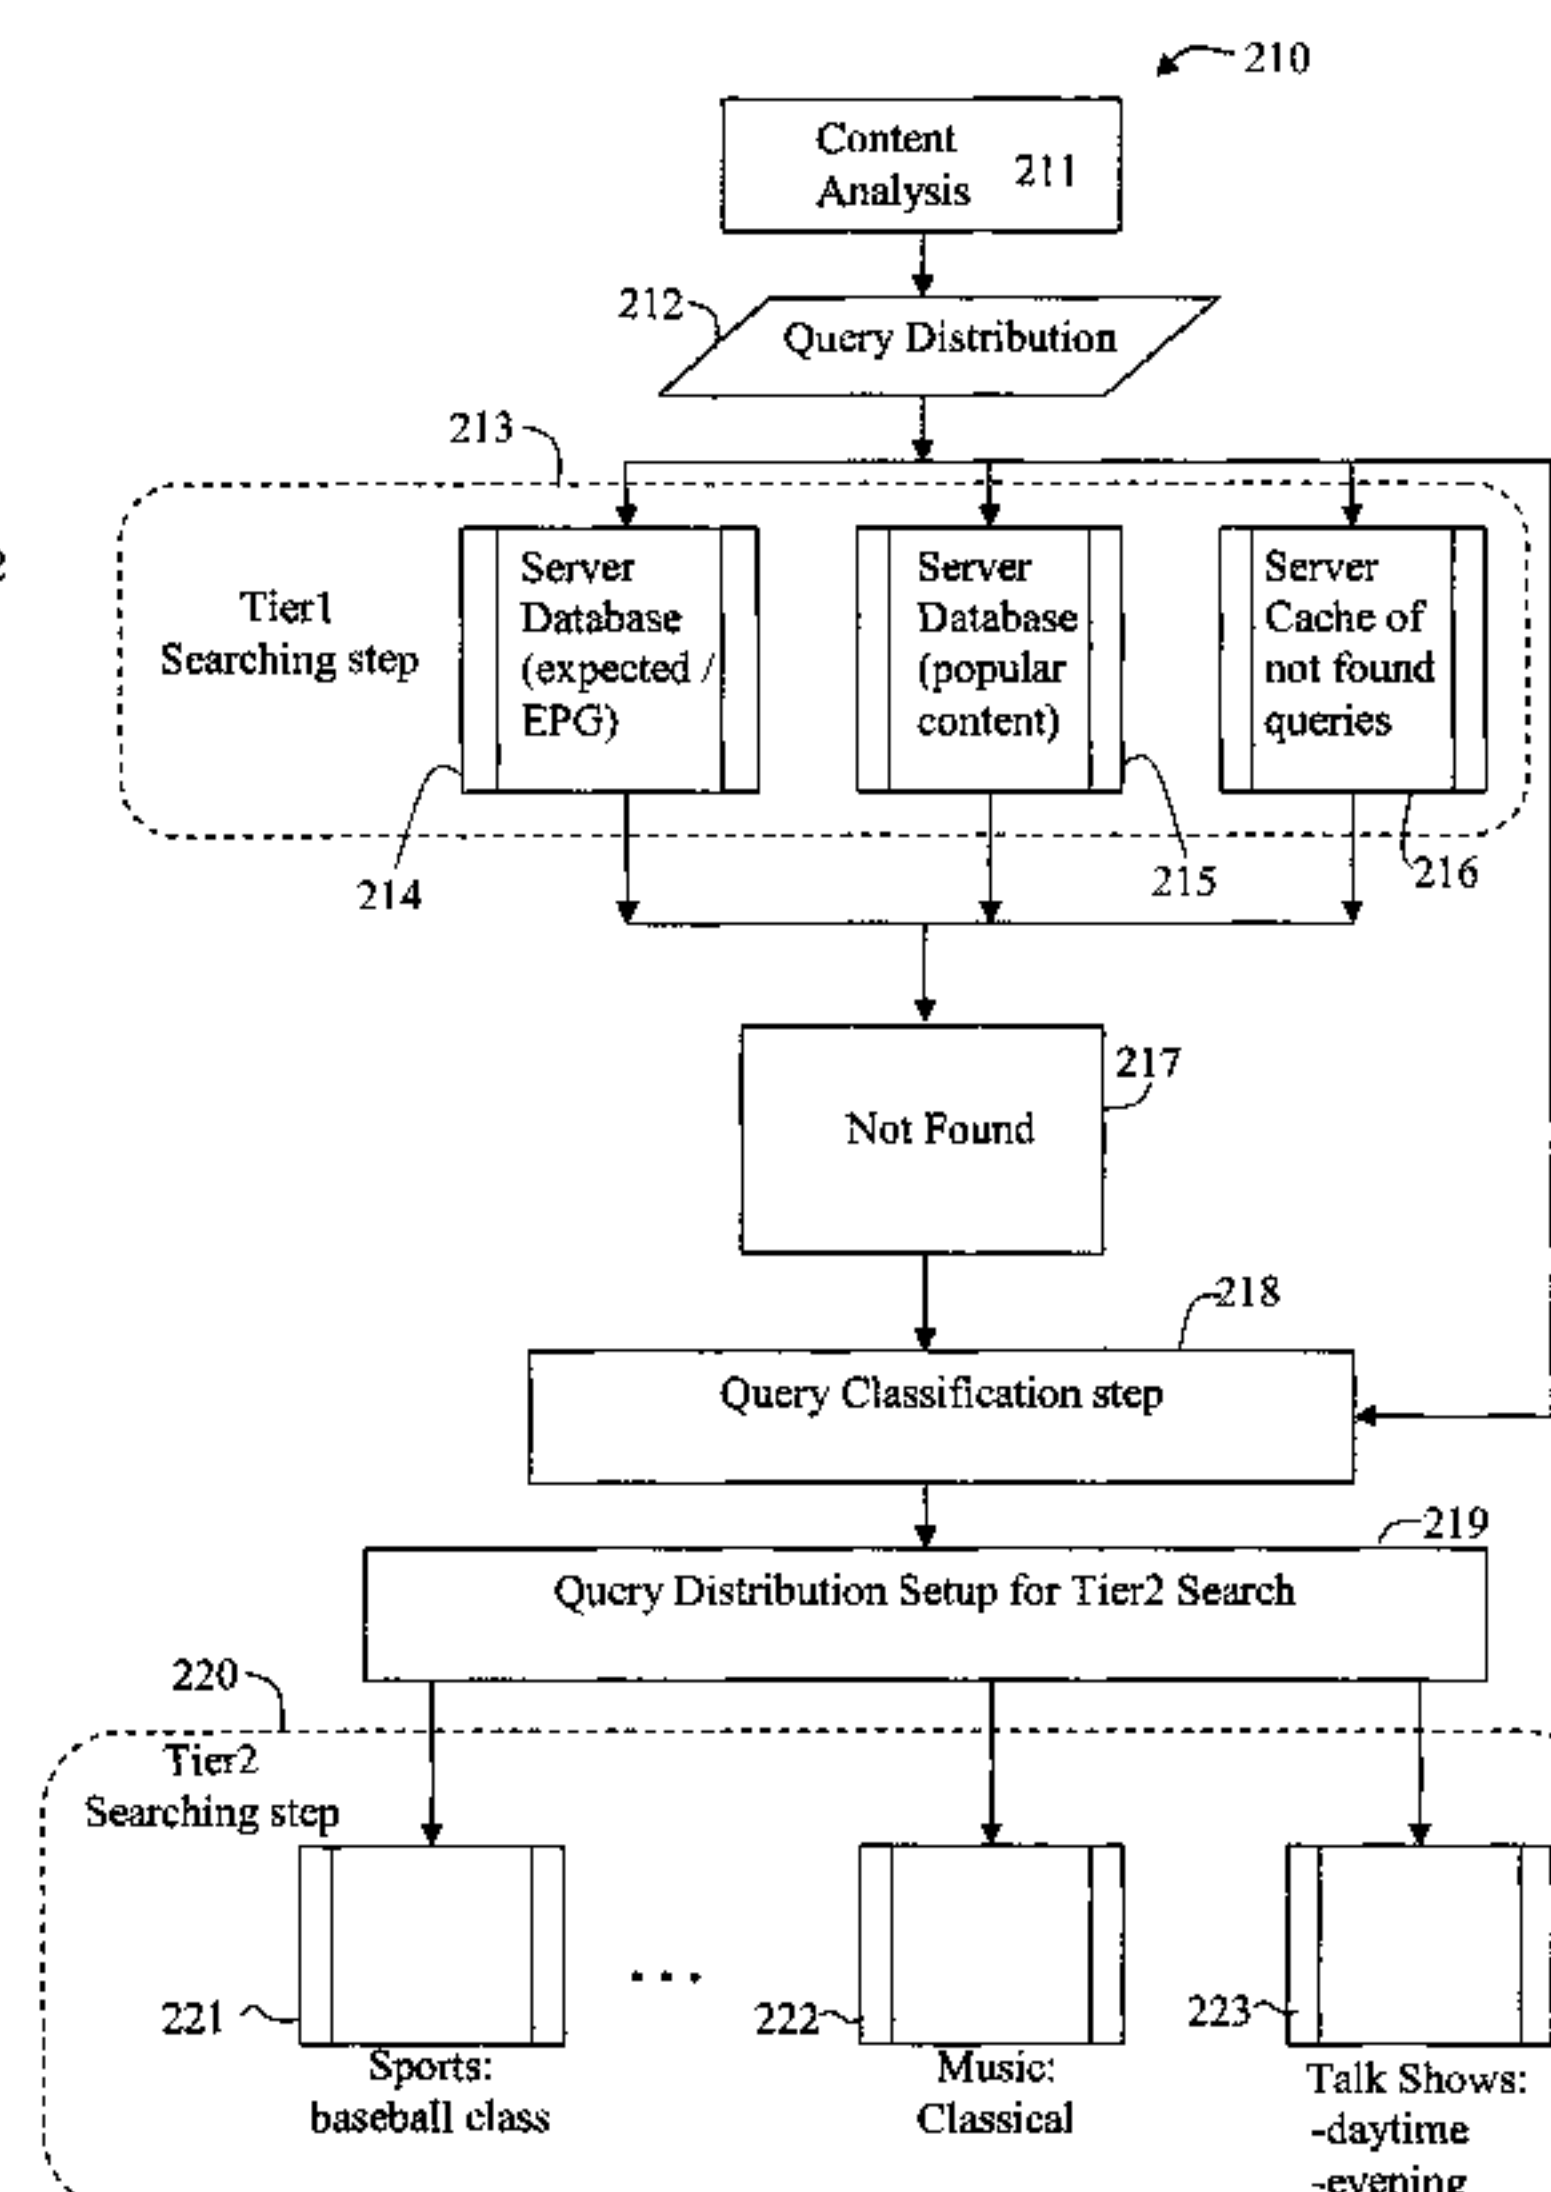 210
Content
Analysis 211
212
Query Distribution
213
Tier1
Searching step
Server
Database
(expected /
EPG)
Server
Database
(popular
content)
Server
Cache of
not found
queries
214
215
216
217
Not Found
218
Query Classification step
219
Query Distribution Setup for Tier2 Search
220
Tier2
Searching step
221
...
222
223
Sports:
baseball class
Music:
Classical
Talk Shows:
-daytime
-evening